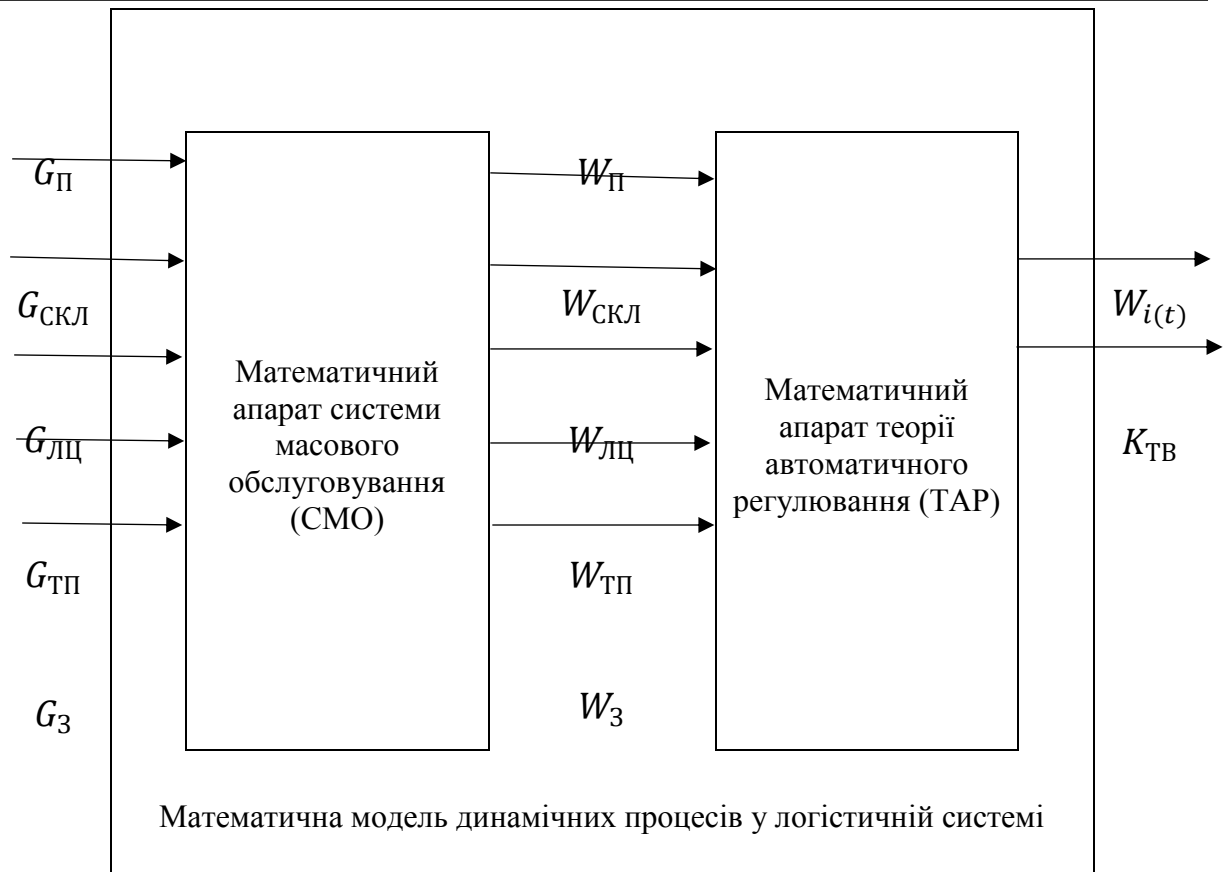 G_П
G_СКЛ
G_ЛЦ
G_ТП
G_З
Математичний
апарат системи
масового
обслуговування
(СМО)
W_П
W_СКЛ
W_ЛЦ
W_ТП
W_З
Математичний
апарат теорії
автоматичного
регулювання (ТАР)
W_i(t)
K_ТВ
Математична модель динамічних процесів у логістичній системі